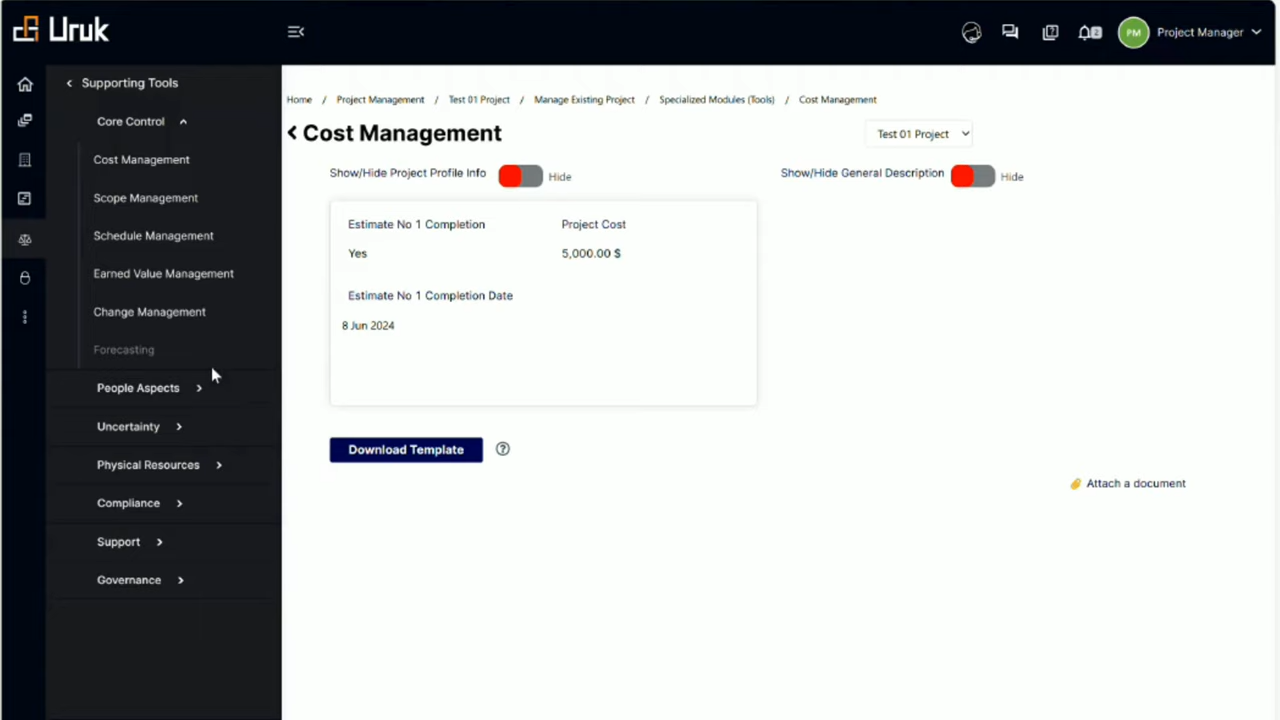 Uruk
PM
Project Manager
Supporting Tools
Core Control
Cost Management
Scope Management
Schedule Management
Earned Value Management
Change Management
Forecasting
People Aspects
Uncertainty
Physical Resources
Compliance
Support
Governance
Home / Project Management / Test 01 Project / Manage Existing Project / Specialized Modules (Tools) / Cost Management
Cost Management
Test 01 Project
Show/Hide Project Profile Info
Hide
Show/Hide General Description
Hide
Estimate No 1 Completion
Project Cost
Yes
5,000.00 $
Estimate No 1 Completion Date
8 Jun 2024
Download Template
Attach a document